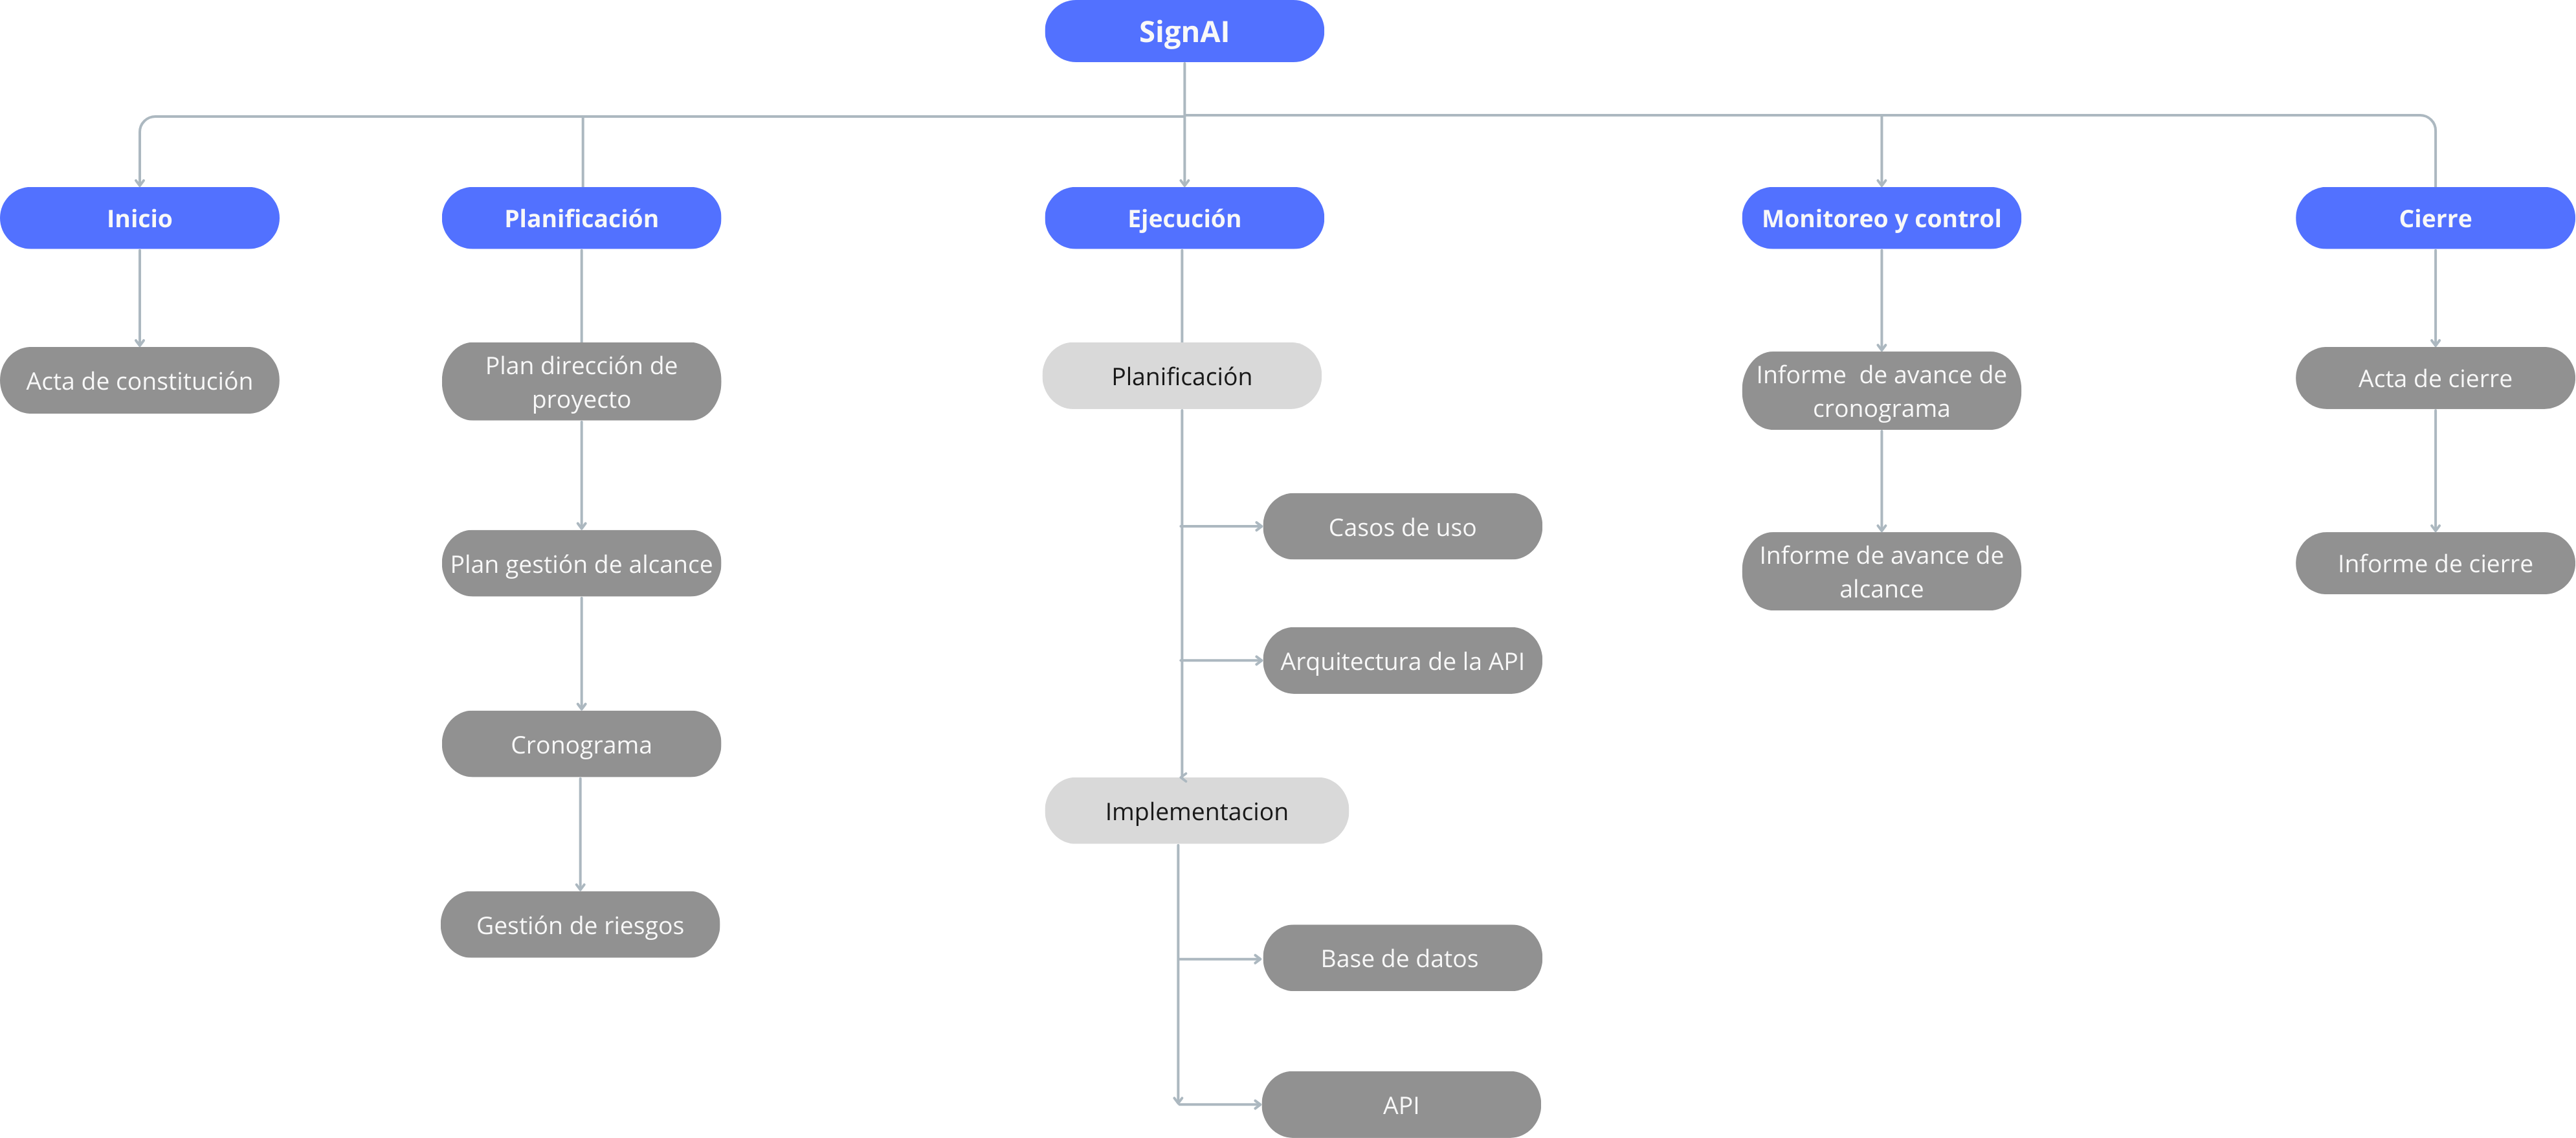 SignAI
Inicio
Planificación
Ejecución
Monitoreo y control
Cierre
Acta de constitución
Plan dirección de
proyecto
Plan gestión de alcance
Cronograma
Gestión de riesgos
Planificación
Casos de uso
Arquitectura de la API
Implementacion
Base de datos
API
Informe  de avance de
cronograma
Informe de avance de
alcance
Acta de cierre
Informe de cierre